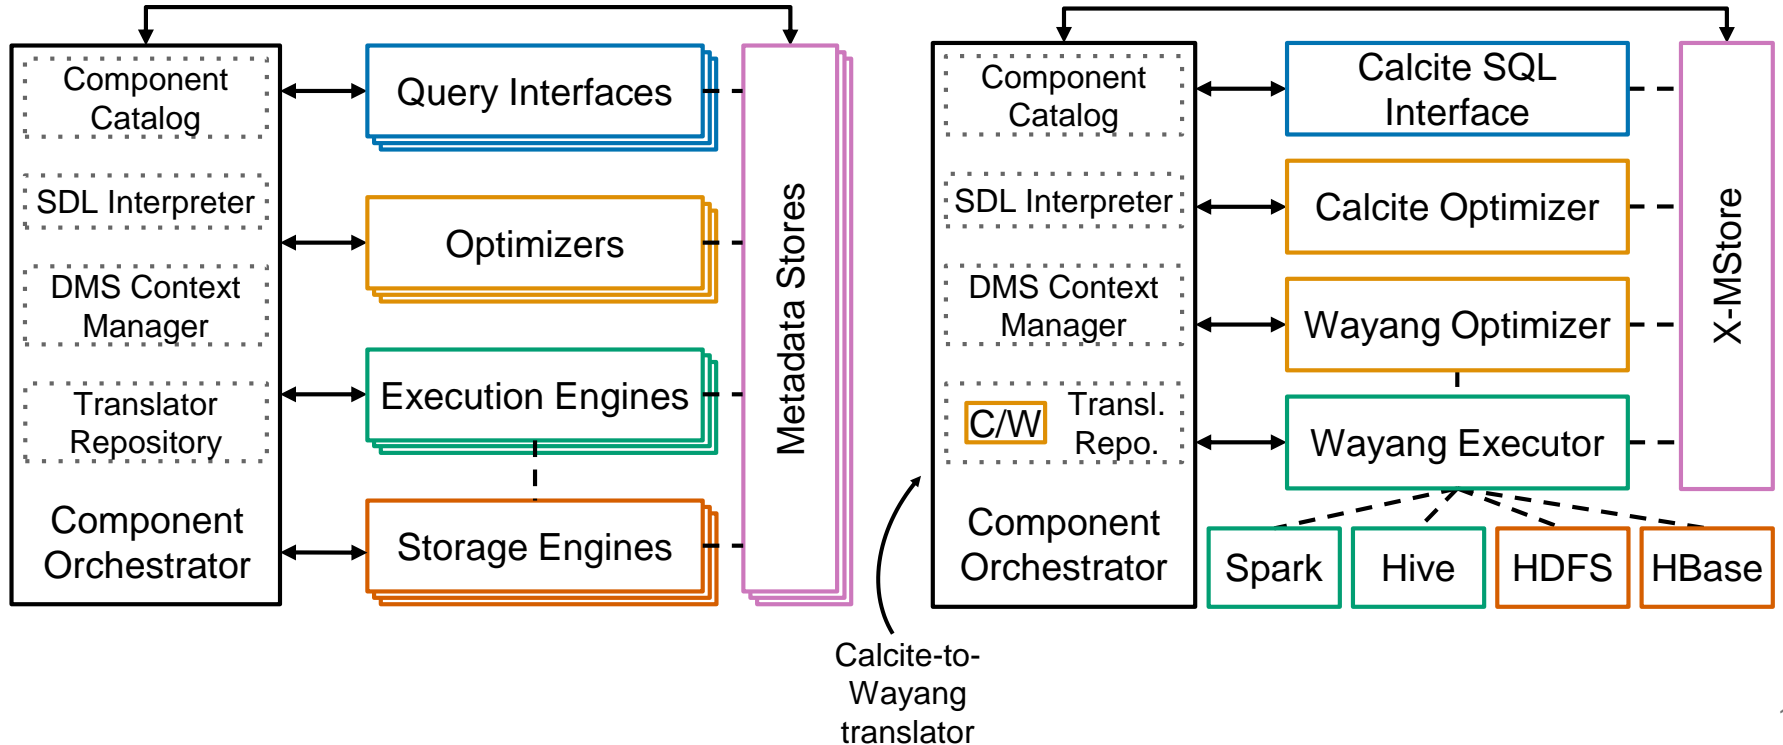 Component
Catalog
SDL Interpreter
DMS Context
Manager
Translator
Repository
Component
Orchestrator
Query Interfaces
Optimizers
Execution Engines
Storage Engines
Metadata Stores
Component
Catalog
SDL Interpreter
DMS Context
Manager
C/W
Transl.
Repo.
Component
Orchestrator
Calcite SQL
Interface
Calcite Optimizer
Wayang Optimizer
Wayang Executor
Spark
Hive
HDFS
HBase
X-MStore
Calcite-to-
Wayang
translator